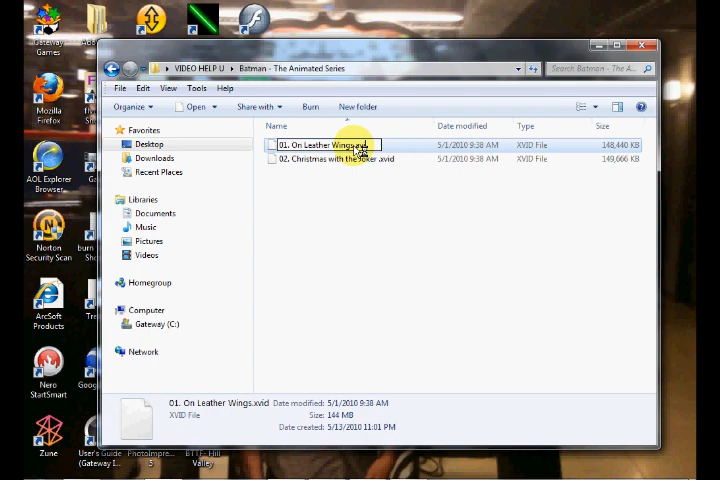 Gateway
Games
VIDEO HELP U
Batman - The Animated Series
Search Batman - The A...
Mozilla
Firefox
File Edit View Tools Help
Organize Open Share with Burn New folder
Name Date modified Type Size
Favorites
Desktop
01. On Leather Wings 5/1/2010 9:38 AM XVID File 148,440 KB
Downloads
02. Christmas with the Joker .xvid 5/1/2010 9:38 AM XVID File 149,666 KB
Recent Places
AOL Explorer
Browser
Libraries
Documents
Music
Pictures
Videos
Norton
Security Scan
burn
Sho
Homegroup
Computer
Gateway (C:)
ArcSoft
Products
Tre
Network
Nero
StartSmart
Goog
01. On Leather Wings.xvid Date modified: 5/1/2010 9:38 AM
XVID File Size: 144 MB
Date created: 5/13/2010 11:01 PM
Zune
User's Guide
(Gateway I...
PhotoImpre...
5
BTTF- Hill
Valley